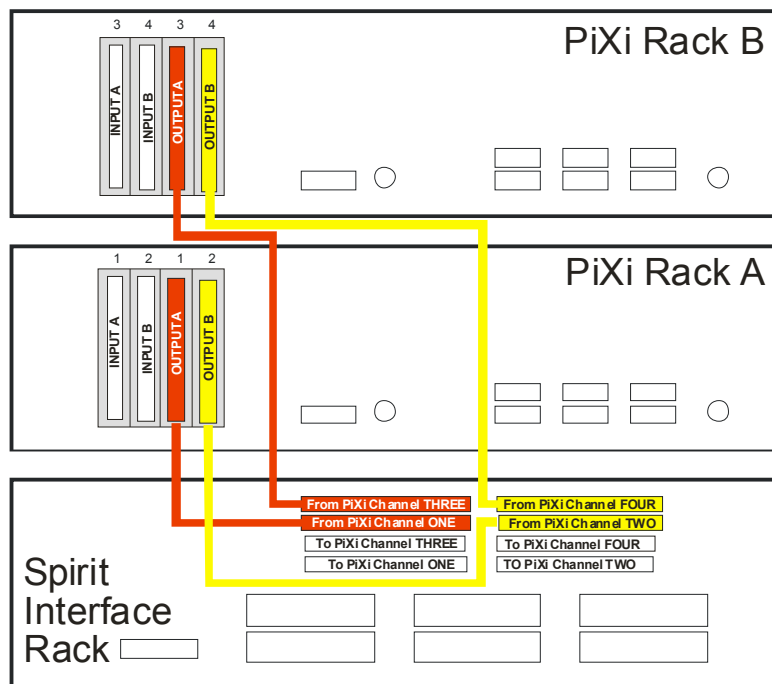 3 4 3 4
PiXi Rack B
INPUT A
INPUT B
OUTPUT A
OUTPUT B
1 2 1 2
PiXi Rack A
INPUT A
INPUT B
OUTPUT A
OUTPUT B
From PiXi Channel THREE
From PiXi Channel FOUR
From PiXi Channel ONE
From PiXi Channel TWO
To PiXi Channel THREE
To PiXi Channel FOUR
To PiXi Channel ONE
TO PiXi Channel TWO
Spirit
Interface
Rack